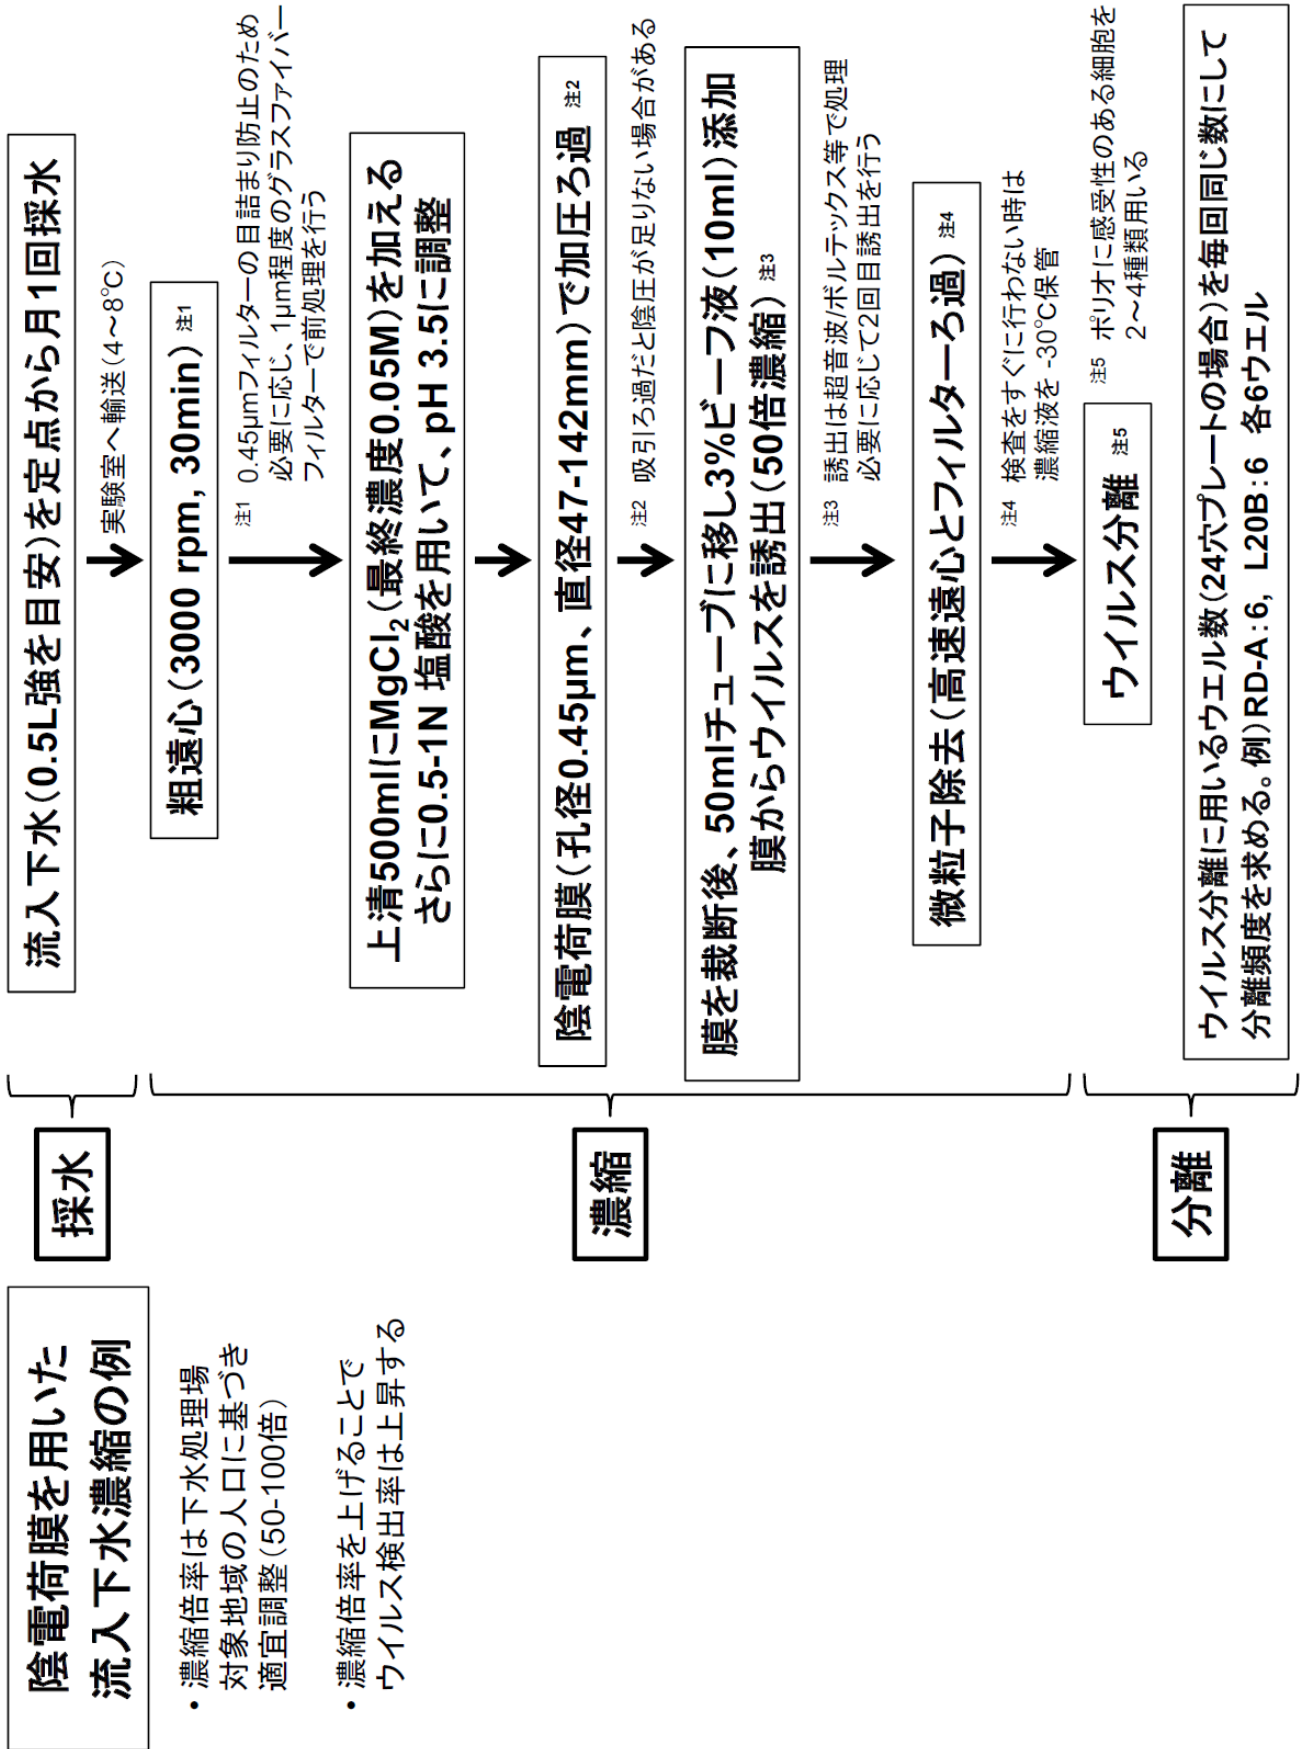 陰電荷膜を用いた
流入下水濃縮の例
・濃縮倍率は下水処理場
対象地域の人口に基づき
適宜調整(50-100倍)
・濃縮倍率を上げることで
ウイルス検出率は上昇する
採水
流入下水(0.5L強を目安)を定点から月1回採水
実験室へ輸送(4~8℃)
濃縮
粗遠心(3000 rpm, 30min) 注1
注1 0.45μmフィルターの目詰まり防止のため
必要に応じ、1μm程度のグラスファイバー
フィルターで前処理を行う
上清500mlにMgCl₂(最終濃度0.05M)を加える
さらに0.5-1N 塩酸を用いて、pH 3.5に調整
陰電荷膜(孔径0.45μm、直径47-142mm)で加圧ろ過 注2
注2 吸引ろ過だと陰圧が足りない場合がある
膜を裁断後、50mlチューブに移し3%ビーフ液(10ml)添加
膜からウイルスを誘出(50倍濃縮) 注3
注3 誘出は超音波/ボルテックス等で処理
必要に応じて2回目誘出を行う
微粒子除去(高速遠心とフィルターろ過) 注4
注4 検査をすぐに行わない時は
濃縮液を -30℃保管
分離
ウイルス分離 注5
注5 ポリオに感受性のある細胞を
2~4種類用いる
ウイルス分離に用いるウエル数(24穴プレートの場合)を毎回同じ数にして
分離頻度を求める。例)RD-A:6, L20B:6 各6ウエル